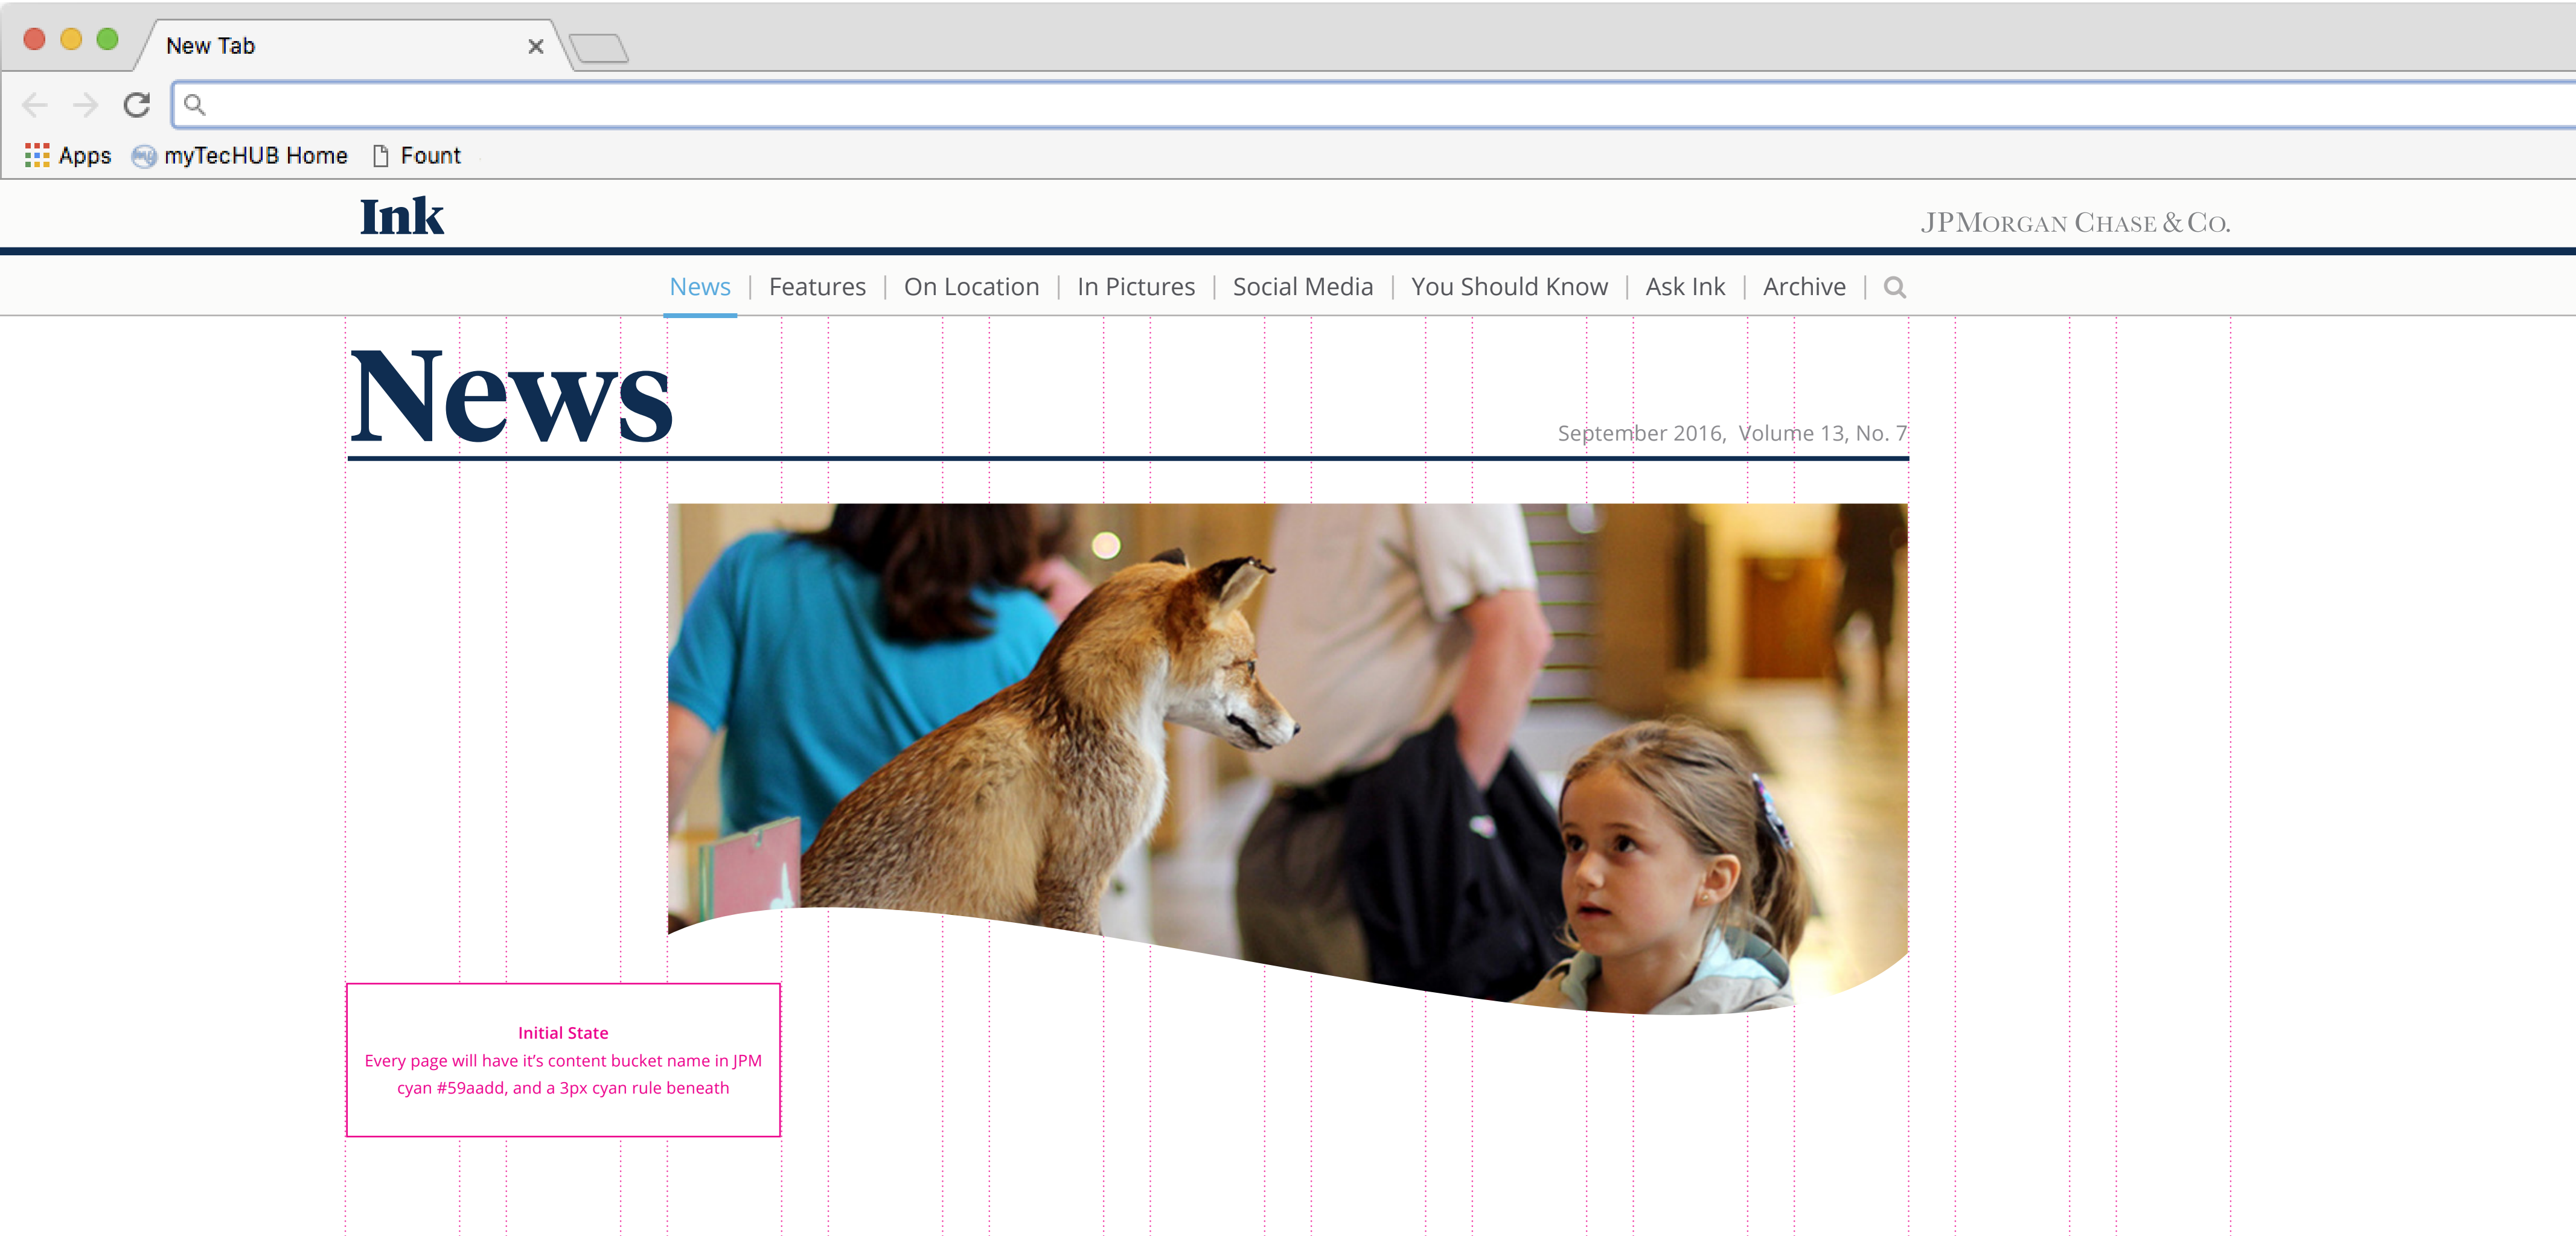 New Tab
Apps myTecHUB Home Fount
Ink
JPMORGAN CHASE & CO.
News | Features | On Location | In Pictures | Social Media | You Should Know | Ask Ink | Archive |
News
September 2016, Volume 13, No. 7
Initial State
Every page will have it’s content bucket name in JPM
cyan #59aadd, and a 3px cyan rule beneath